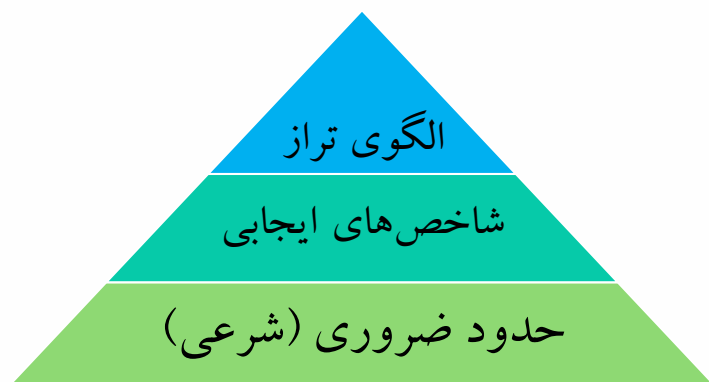 الگوی تراز
شاخص‌های ایجابی
حدود ضروری (شرعی)